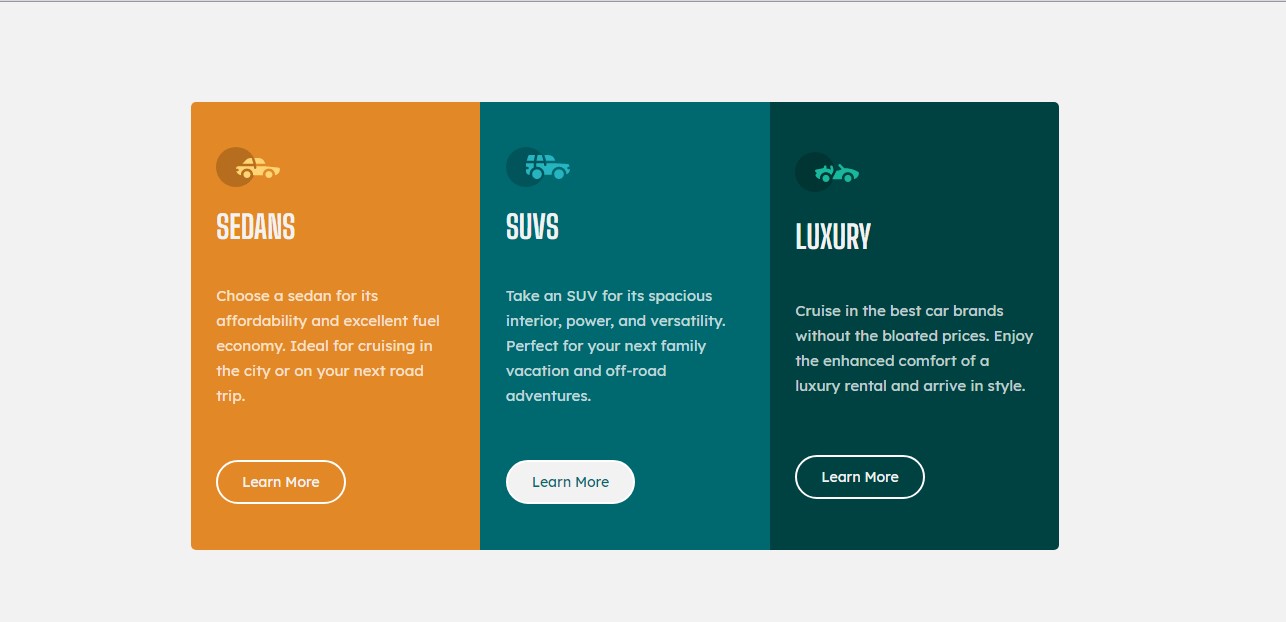 SEDANS
Choose a sedan for its
affordability and excellent fuel
economy. Ideal for cruising in
the city or on your next road
trip.
Learn More
SUVS
Take an SUV for its spacious
interior, power, and versatility.
Perfect for your next family
vacation and off-road
adventures.
Learn More
LUXURY
Cruise in the best car brands
without the bloated prices. Enjoy
the enhanced comfort of a
luxury rental and arrive in style.
Learn More